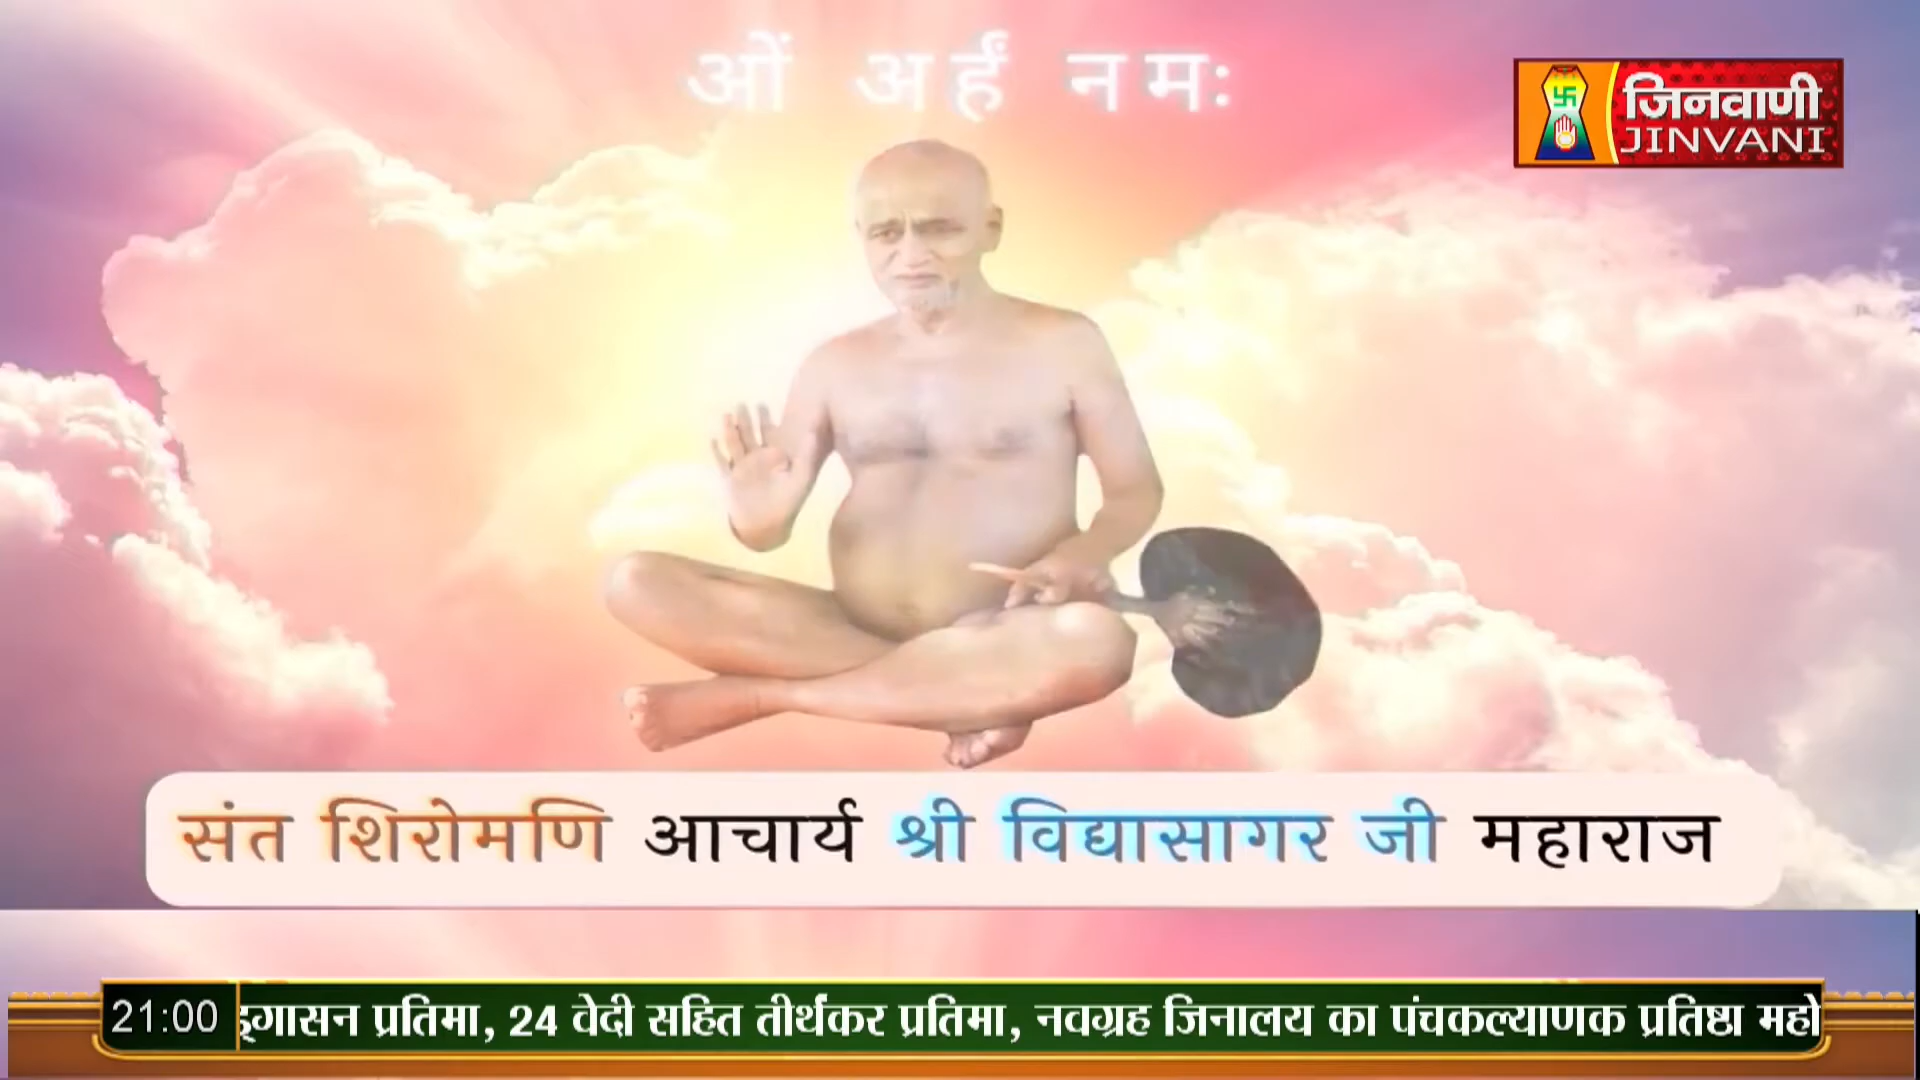 ओं अर्हं नमः
जिनवाणी
JINVANI
संत शिरोमणि आचार्य श्री विद्यासागर जी महाराज
21:00
प्रतिमा, 24 वेदी सहित तीर्थंकर प्रतिमा, नवग्रह जिनालय का पंचकल्याणक प्रतिष्ठा महो